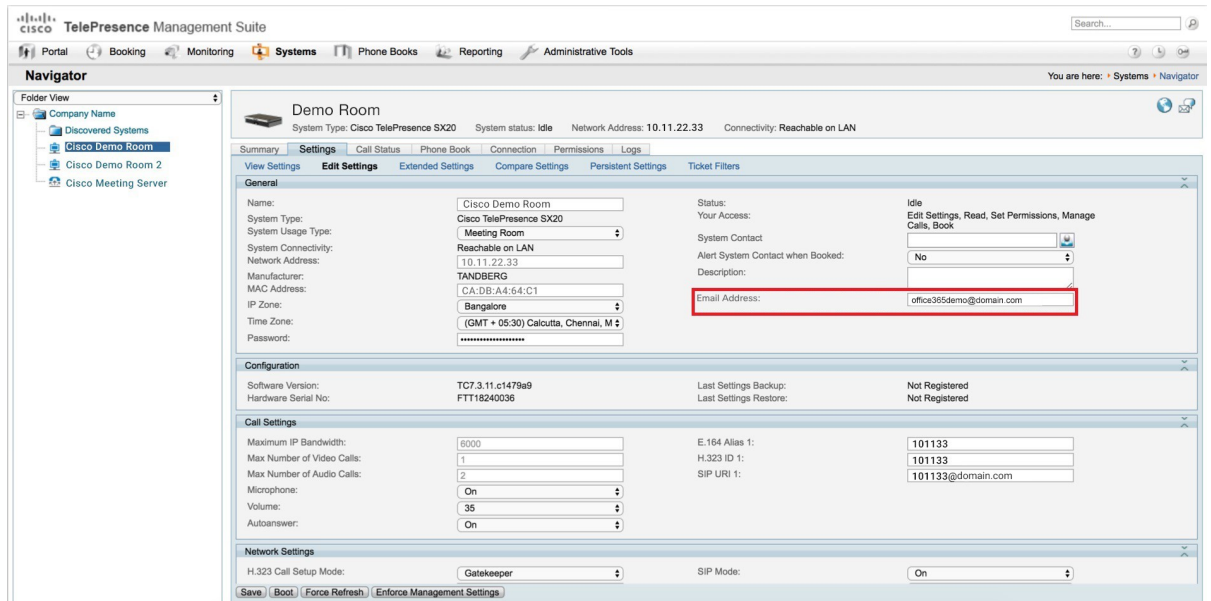 Search...
CISCO TelePresence Management Suite
Portal Booking Monitoring Systems Phone Books Reporting Administrative Tools
Navigator
You are here: Systems Navigator
Folder View
Company Name
Discovered Systems
Cisco Demo Room
Cisco Demo Room 2
Cisco Meeting Server
Demo Room
System Type: Cisco TelePresence SX20 System status: Idle Network Address: 10.11.22.33 Connectivity: Reachable on LAN
Summary Settings Call Status Phone Book Connection Permissions Logs
View Settings Edit Settings Extended Settings Compare Settings Persistent Settings Ticket Filters
General
Name: Cisco Demo Room
System Type: Cisco TelePresence SX20
System Usage Type: Meeting Room
System Connectivity: Reachable on LAN
Network Address: 10.11.22.33
Manufacturer: TANDBERG
MAC Address: CA:DB:A4:64:C1
IP Zone: Bangalore
Time Zone: (GMT + 05:30) Calcutta, Chennai, M
Password: ••••••••••••••••••••
Status: Idle
Your Access: Edit Settings, Read, Set Permissions, Manage
Calls, Book
System Contact
Alert System Contact when Booked: No
Description:
Email Address: office365demo@domain.com
Configuration
Software Version: TC7.3.11.c1479a9
Hardware Serial No: FTT18240036
Last Settings Backup: Not Registered
Last Settings Restore: Not Registered
Call Settings
Maximum IP Bandwidth: 6000
Max Number of Video Calls: 1
Max Number of Audio Calls: 2
Microphone: On
Volume: 35
Autoanswer: On
E.164 Alias 1: 101133
H.323 ID 1: 101133
SIP URI 1: 101133@domain.com
Network Settings
H.323 Call Setup Mode: Gatekeeper
SIP Mode: On
Save Boot Force Refresh Enforce Management Settings